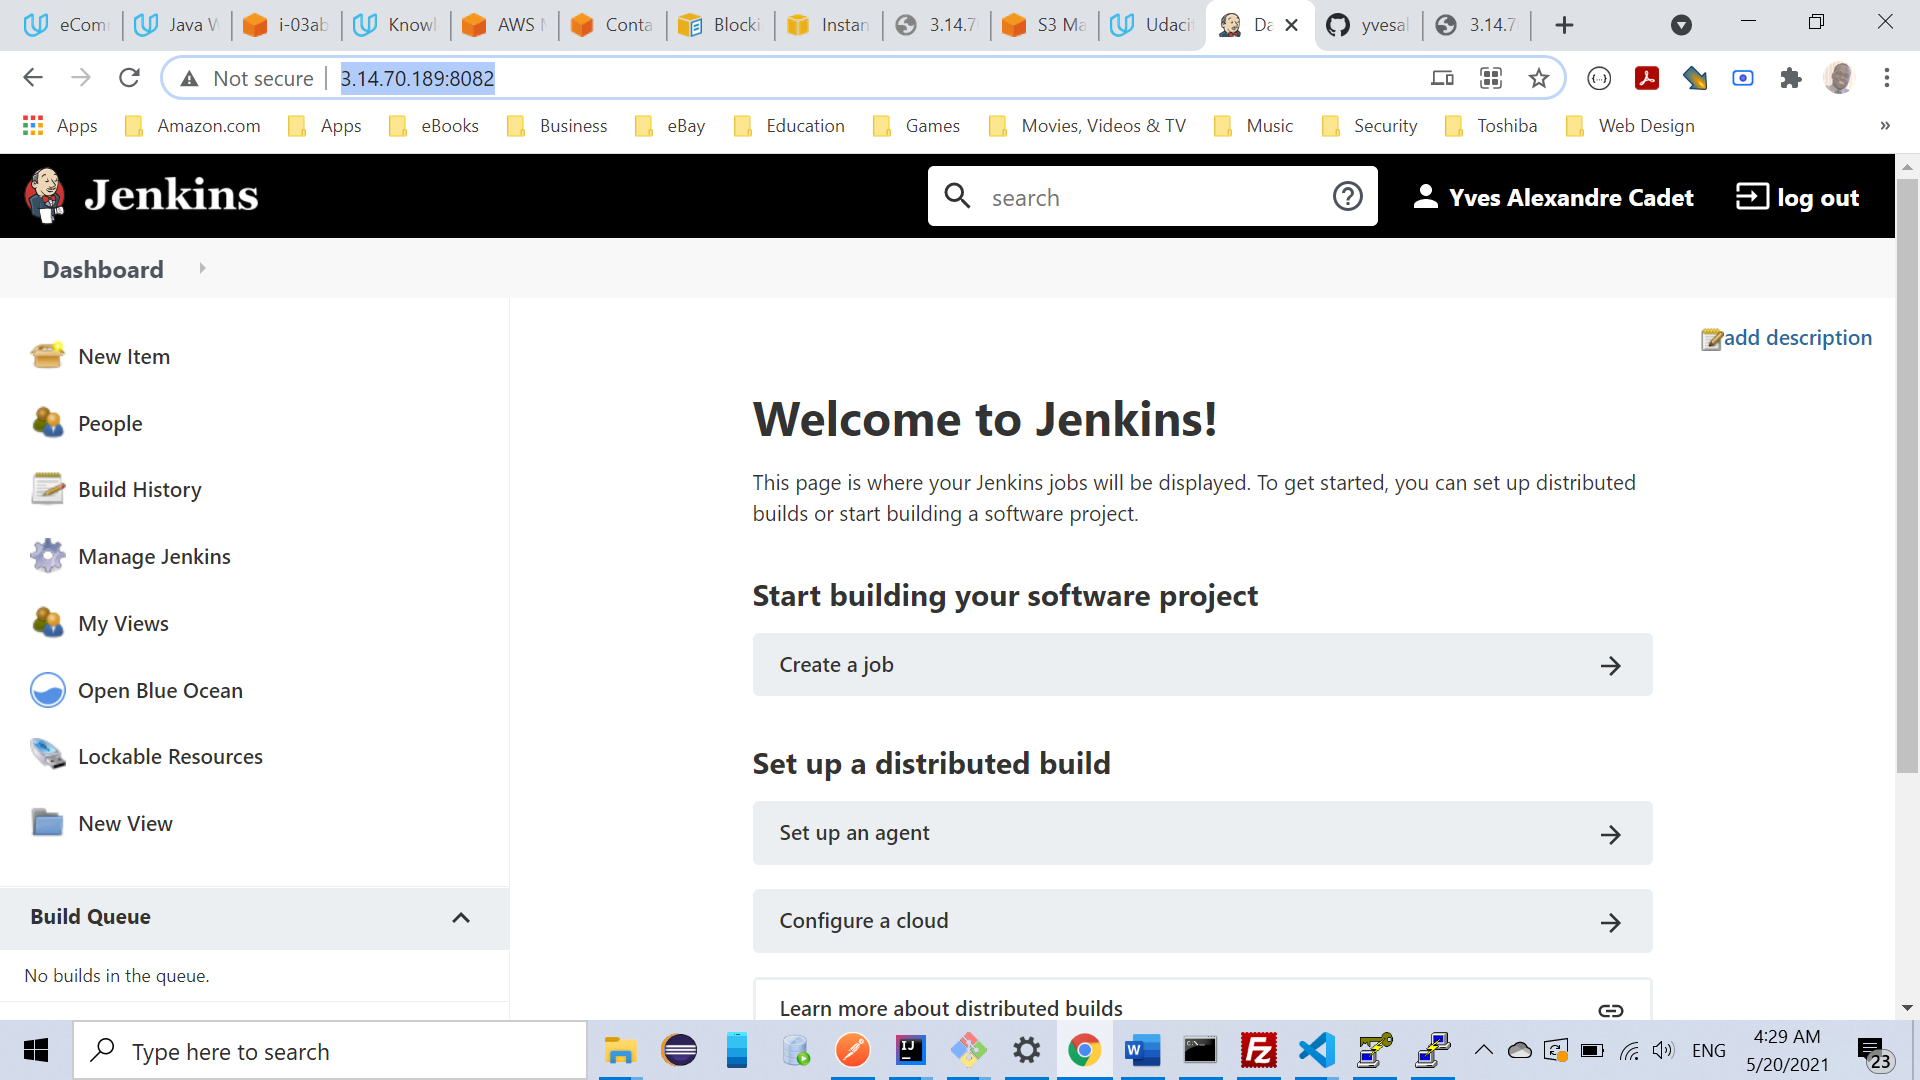 eComr Java W i-03ab Knowl AWS M Conta Blocki Instan 3.14.7 S3 Ma Udacit Da yvesal 3.14.7
Not secure 3.14.70.189:8082
Apps Amazon.com Apps eBooks Business eBay Education Games Movies, Videos & TV Music Security Toshiba Web Design »
Jenkins search Yves Alexandre Cadet log out
Dashboard
add description
New Item
People
Build History
Manage Jenkins
My Views
Open Blue Ocean
Lockable Resources
New View
Build Queue
No builds in the queue.
Welcome to Jenkins!
This page is where your Jenkins jobs will be displayed. To get started, you can set up distributed
builds or start building a software project.
Start building your software project
Create a job
Set up a distributed build
Set up an agent
Configure a cloud
Learn more about distributed builds
Type here to search
ENG
4:29 AM
5/20/2021
23